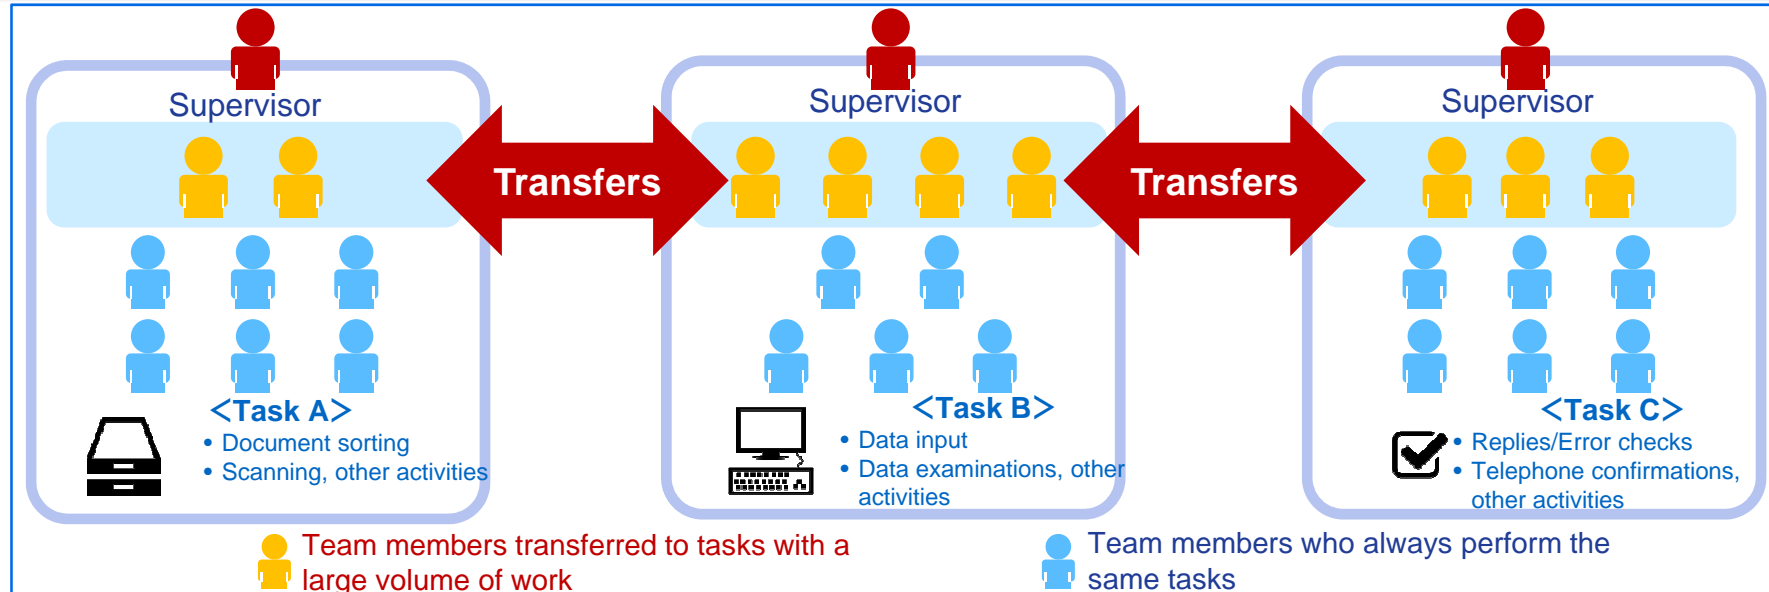 Supervisor
Supervisor
Supervisor
Transfers
Transfers
<Task A>
• Document sorting
• Scanning, other activities
<Task B>
• Data input
• Data examinations, other
activities
<Task C>
• Replies/Error checks
• Telephone confirmations,
other activities
Team members transferred to tasks with a
large volume of work
Team members who always perform the
same tasks